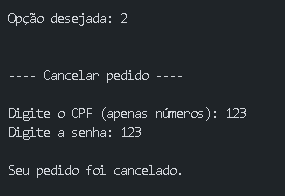 Opção desejada: 2
---- Cancelar pedido ----
Digite o CPF (apenas números): 123
Digite a senha: 123
Seu pedido foi cancelado.